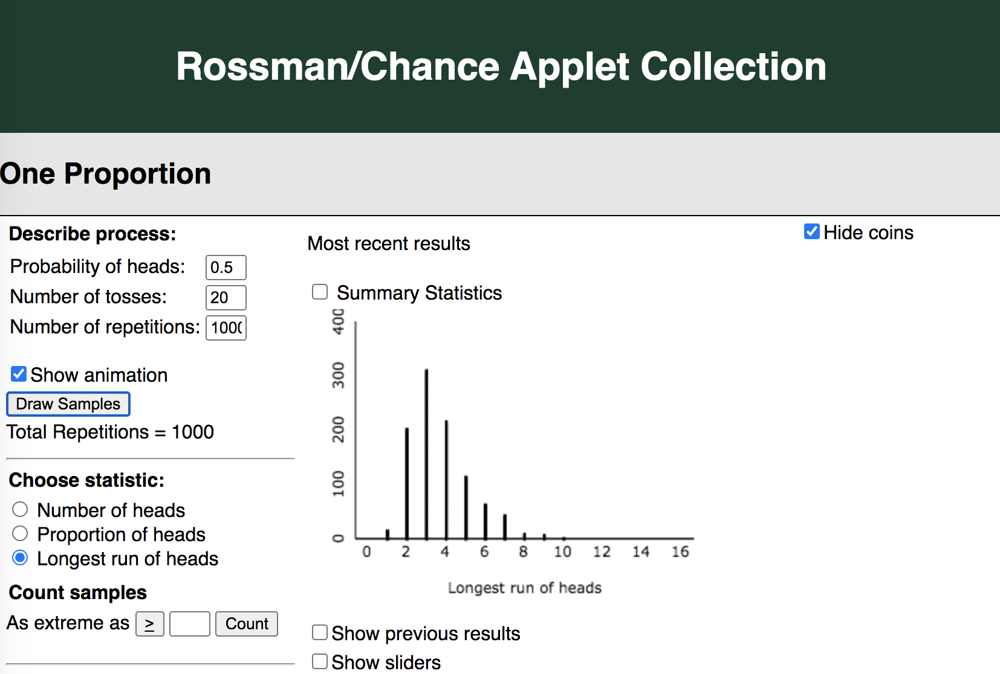 Rossman/Chance Applet Collection
One Proportion
Describe process:
Probability of heads: 0.5
Number of tosses: 20
Number of repetitions: 100
Show animation
Draw Samples
Total Repetitions = 1000
Choose statistic:
Number of heads
Proportion of heads
Longest run of heads
Count samples
As extreme as ≥ Count
Most recent results
Summary Statistics
400
300
200
100
0
0 2 4 6 8 10 12 14 16
Longest run of heads
Show previous results
Show sliders
Hide coins